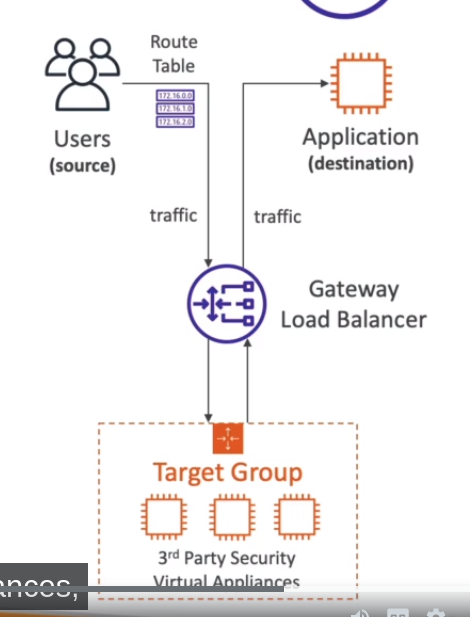 Route
Table
172.16.0.0
172.16.1.0
172.16.2.0
Users
(source)
Application
(destination)
traffic
traffic
Gateway
Load Balancer
Target Group
3rd Party Security
Virtual Appliances